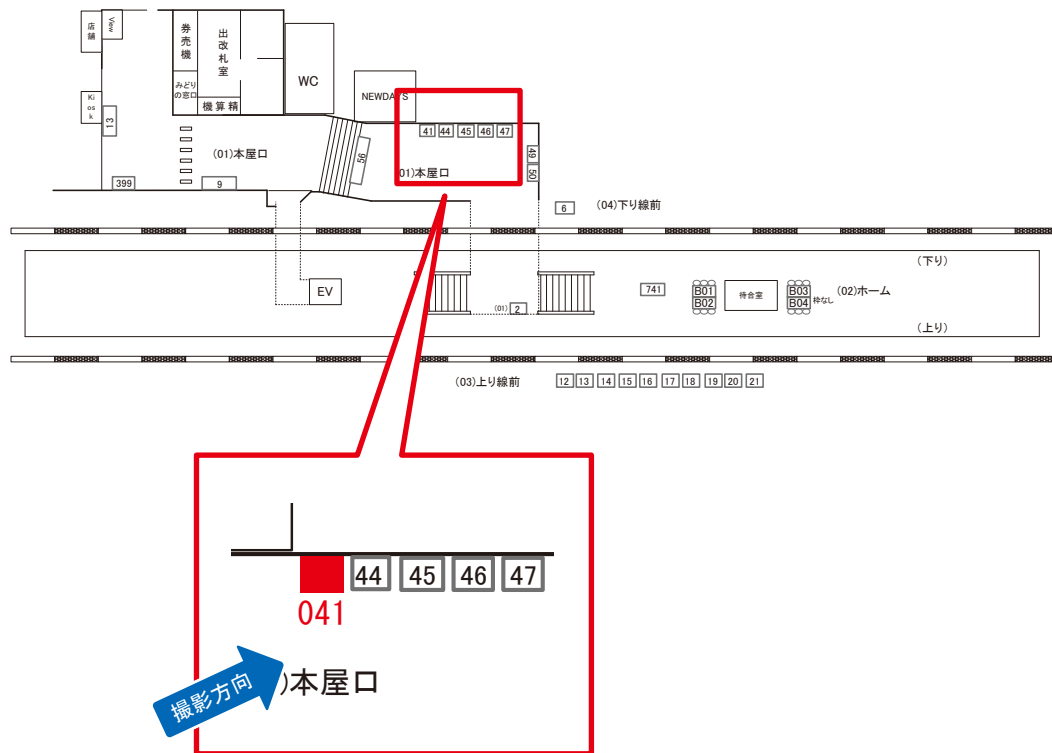 店舗
View
券売機
出改札室
みどりの窓口
機算精
WC
NEWDAYS
Kiosk
13
(01)本屋口
56
41 44 45 46 47
01)本屋口
49
50
399
9
6
(04)下り線前
(下り)
EV
(01)
2
741
B01
B02
待合室
B03
B04
枠なし
(02)ホーム
(上り)
(03)上り線前
12 13 14 15 16 17 18 19 20 21
44 45 46 47
041
撮影方向
)本屋口